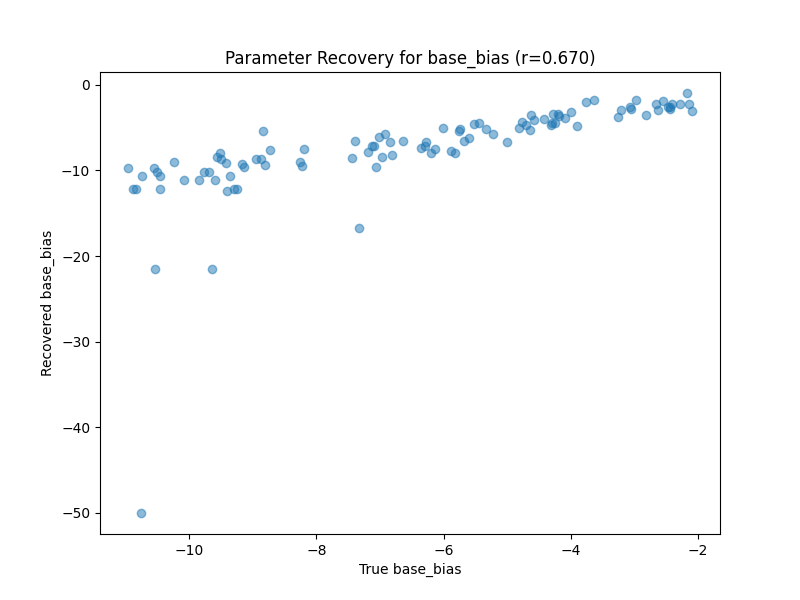 Parameter Recovery for base_bias (r=0.670)
0
−10
−20
−30
−40
−50
Recovered base_bias
−10 −8 −6 −4 −2
True base_bias